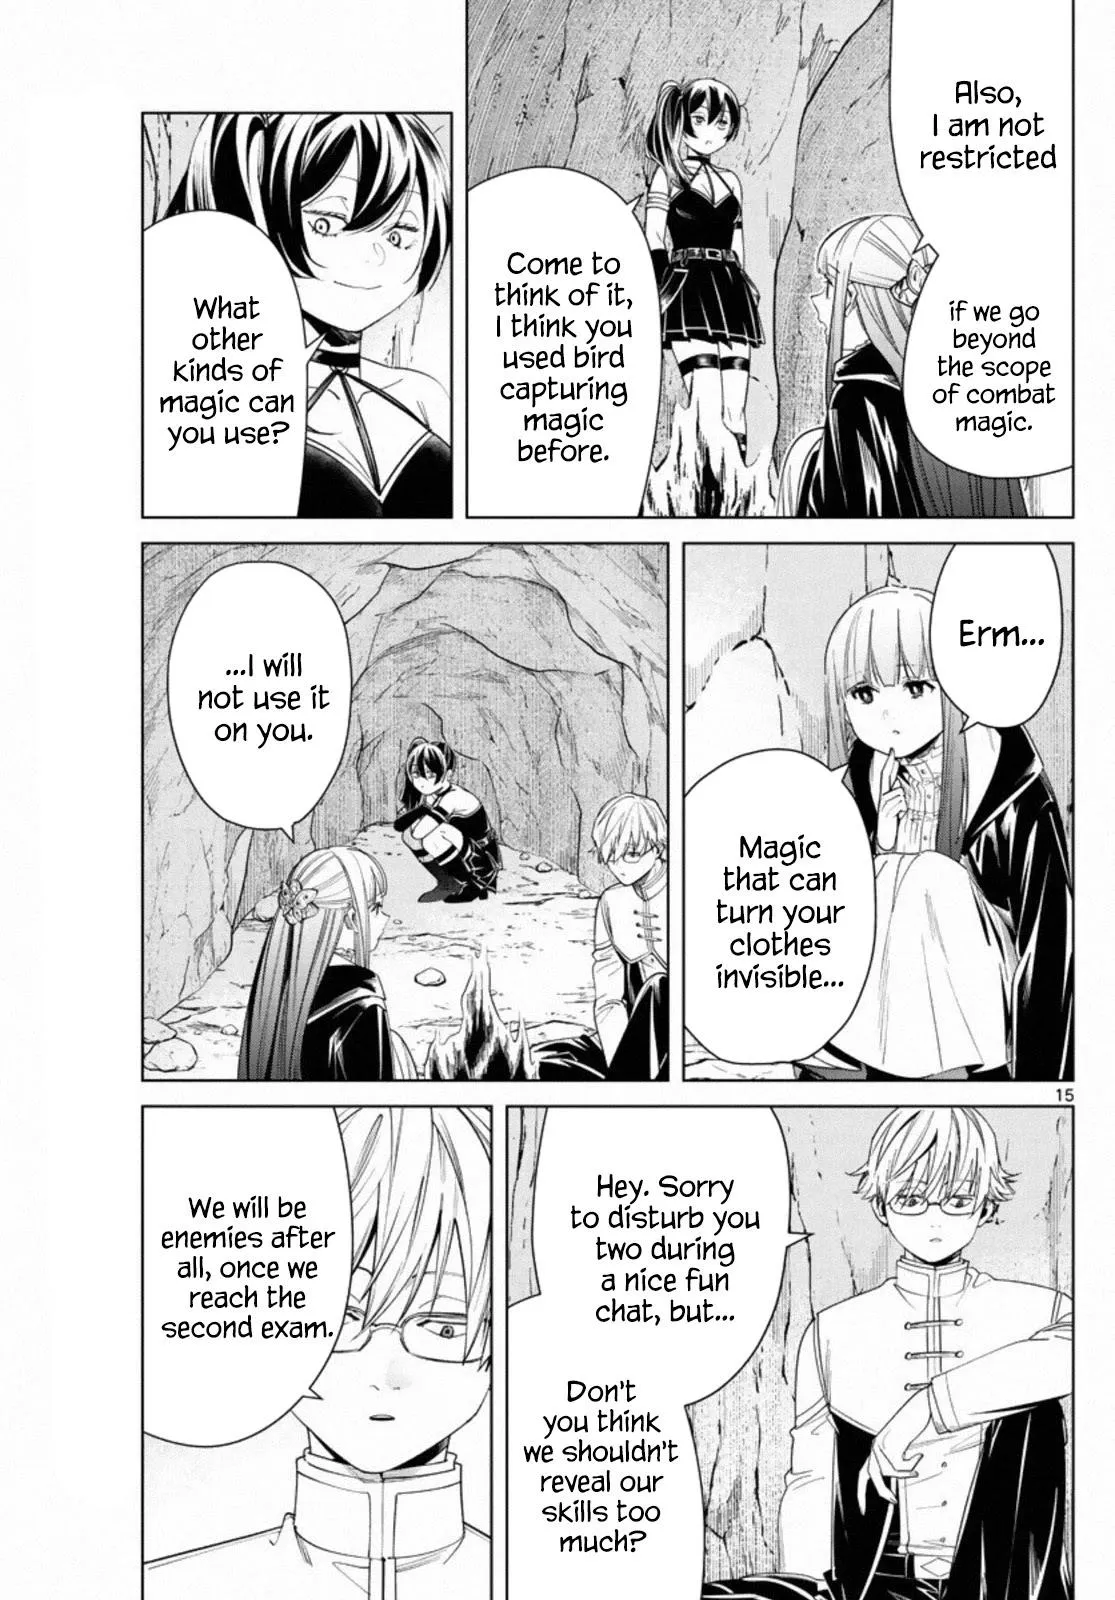 Also,
I am not
restricted
if we go
beyond
the scope
of combat
magic.
Come to
think of it,
I think you
used bird
capturing
magic
before.
What
other
kinds of
magic can
you use?
Erm...
Magic
that can
turn your
clothes
invisible...
...I will
not use it
on you.
15
Hey. Sorry
to disturb you
two during
a nice fun
chat, but...
Don't
you think
we shouldn't
reveal our
skills too
much?
We will be
enemies after
all, once we
reach the
second exam.